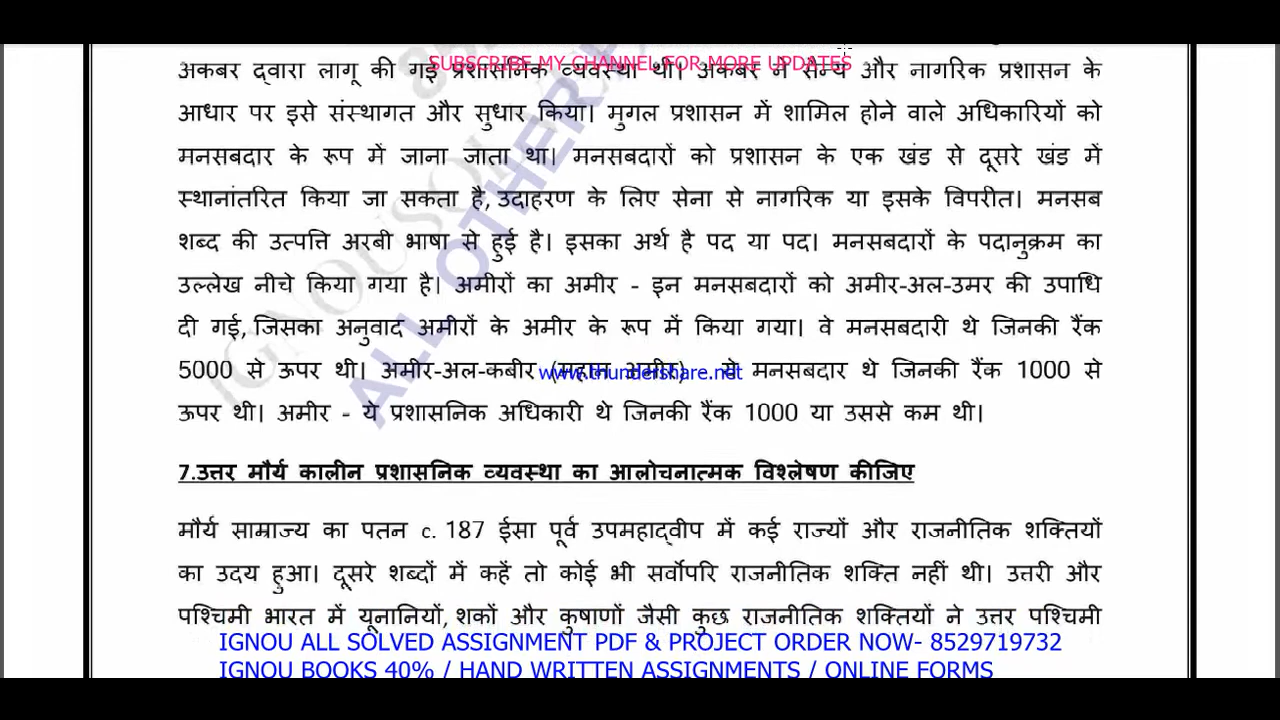 SUBSCRIBE MY CHANNEL FOR MORE UPDATES
अकबर द्वारा लागू की गई प्रशासनिक व्यवस्था थी। अकबर ने सैन्य और नागरिक प्रशासन के
आधार पर इसे संस्थागत और सुधार किया। मुगल प्रशासन में शामिल होने वाले अधिकारियों को
मनसबदार के रूप में जाना जाता था। मनसबदारों को प्रशासन के एक खंड से दूसरे खंड में
स्थानांतरित किया जा सकता है, उदाहरण के लिए सेना से नागरिक या इसके विपरीत। मनसब
शब्द की उत्पत्ति अरबी भाषा से हुई है। इसका अर्थ है पद या पद। मनसबदारों के पदानुक्रम का
उल्लेख नीचे किया गया है। अमीरों का अमीर - इन मनसबदारों को अमीर-अल-उमर की उपाधि
दी गई, जिसका अनुवाद अमीरों के अमीर के रूप में किया गया। वे मनसबदारी थे जिनकी रैंक
5000 से ऊपर थी। अमीर-अल-कबीर (महान अमीर) - ये मनसबदार थे जिनकी रैंक 1000 से
www.thundershare.net
ऊपर थी। अमीर - ये प्रशासनिक अधिकारी थे जिनकी रैंक 1000 या उससे कम थी।
7.उत्तर मौर्य कालीन प्रशासनिक व्यवस्था का आलोचनात्मक विश्लेषण कीजिए
मौर्य साम्राज्य का पतन c. 187 ईसा पूर्व उपमहाद्वीप में कई राज्यों और राजनीतिक शक्तियों
का उदय हुआ। दूसरे शब्दों में कहें तो कोई भी सर्वोपरि राजनीतिक शक्ति नहीं थी। उत्तरी और
पश्चिमी भारत में यूनानियों, शकों और कुषाणों जैसी कुछ राजनीतिक शक्तियों ने उत्तर पश्चिमी
IGNOU ALL SOLVED ASSIGNMENT PDF & PROJECT ORDER NOW- 8529719732
IGNOU BOOKS 40% / HAND WRITTEN ASSIGNMENTS / ONLINE FORMS
ALL OTHER